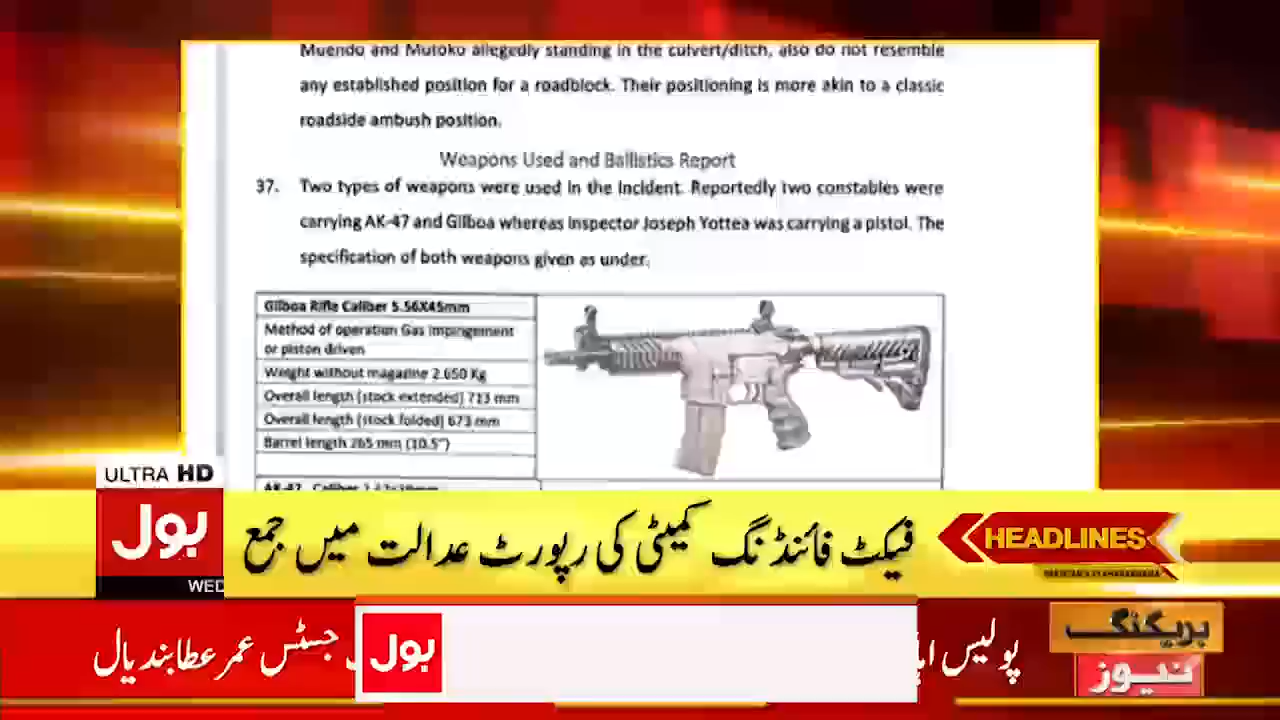 Muendo and Mutoko allegedly standing in the culvert/ditch, also do not resemble
any established position for a roadblock. Their positioning is more akin to a classic
roadside ambush position.
Weapons Used and Ballistics Report
37. Two types of weapons were used in the incident. Reportedly two constables were
carrying AK-47 and Gilboa whereas Inspector Joseph Yottea was carrying a pistol. The
specification of both weapons given as under.
Gilboa Rifle Caliber 5.56X45mm
Method of operation Gas impingement
or piston driven
Weight without magazine 2.650 Kg
Overall length (stock extended) 713 mm
Overall length (stock folded) 673 mm
Barrel length 265 mm (10.5")
AK-47 Caliber
ULTRA HD
بول
WED
فیکٹ فائنڈنگ کمیٹی کی رپورٹ عدالت میں جمع
HEADLINES
بریکنگ
نیوز
پولیس
بول
جسٹس عمر عطا بندیال